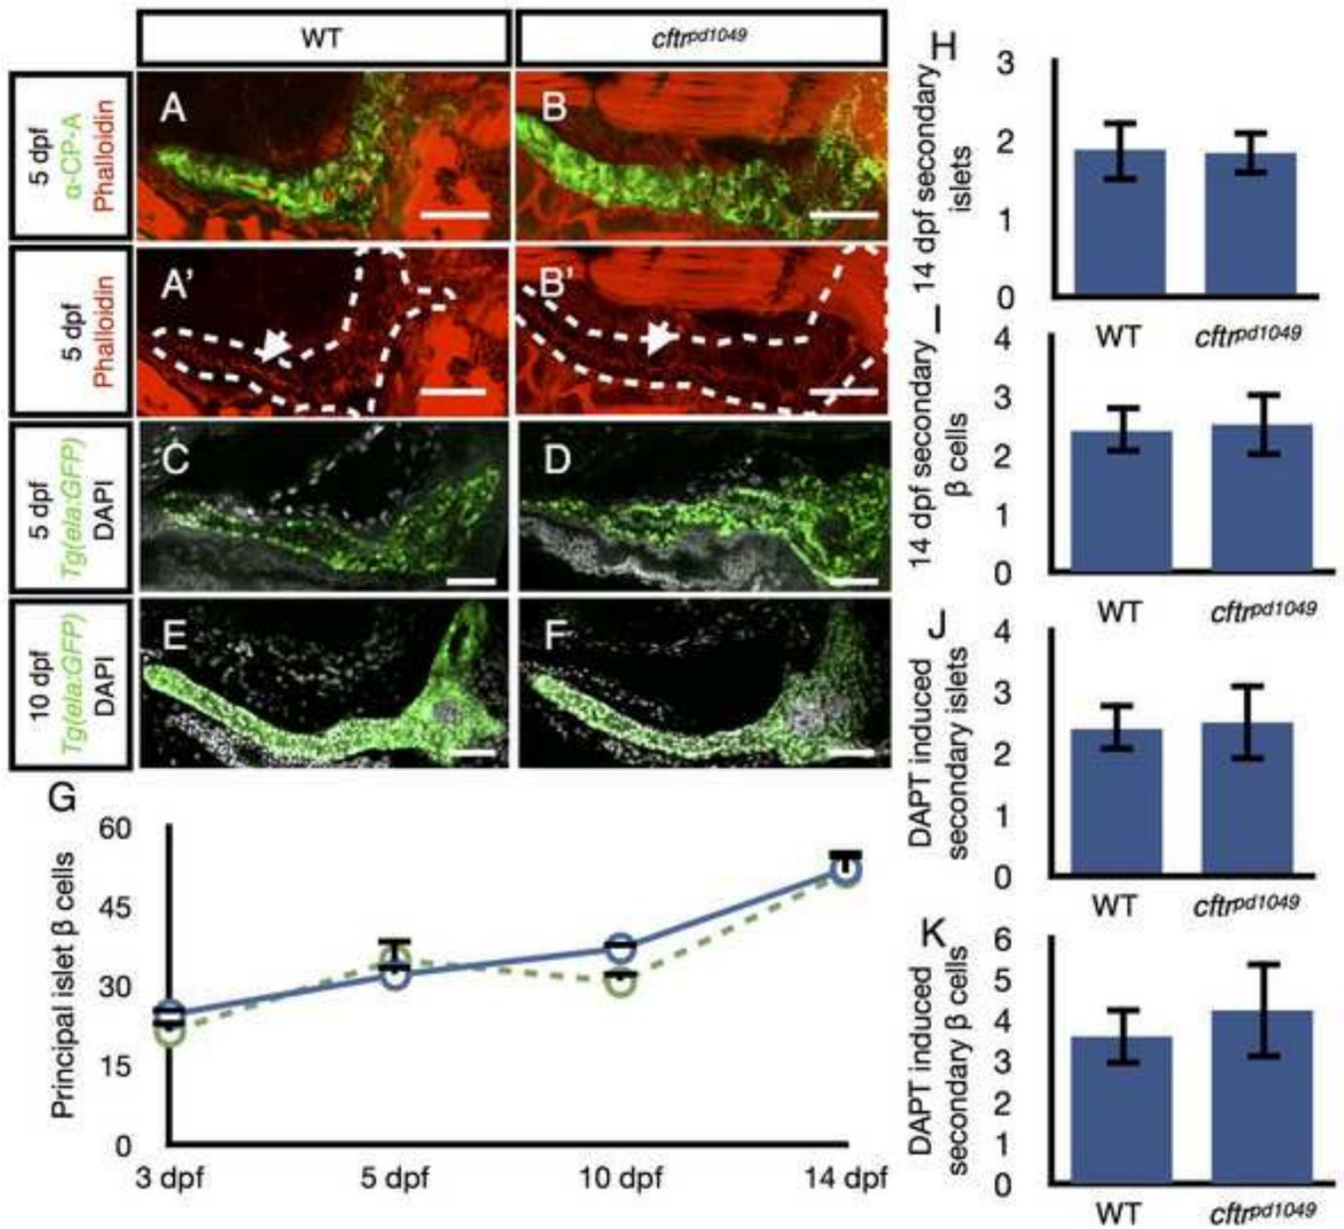 WT
cftrpd1049
5 dpf
α-CP-A
Phalloidin
A
B
5 dpf
Phalloidin
A'
B'
5 dpf
Tg(ela:GFP)
DAPI
C
D
10 dpf
Tg(ela:GFP)
DAPI
E
F
G
Principal islet β cells
60
45
30
15
0
3 dpf
5 dpf
10 dpf
14 dpf
H
14 dpf secondary
islets
3
2
1
0
WT
cftrpd1049
I
14 dpf secondary
β cells
4
3
2
1
0
WT
cftrpd1049
J
DAPT induced
secondary islets
4
3
2
1
0
WT
cftrpd1049
K
DAPT induced
secondary β cells
6
5
4
3
2
1
0
WT
cftrpd1049